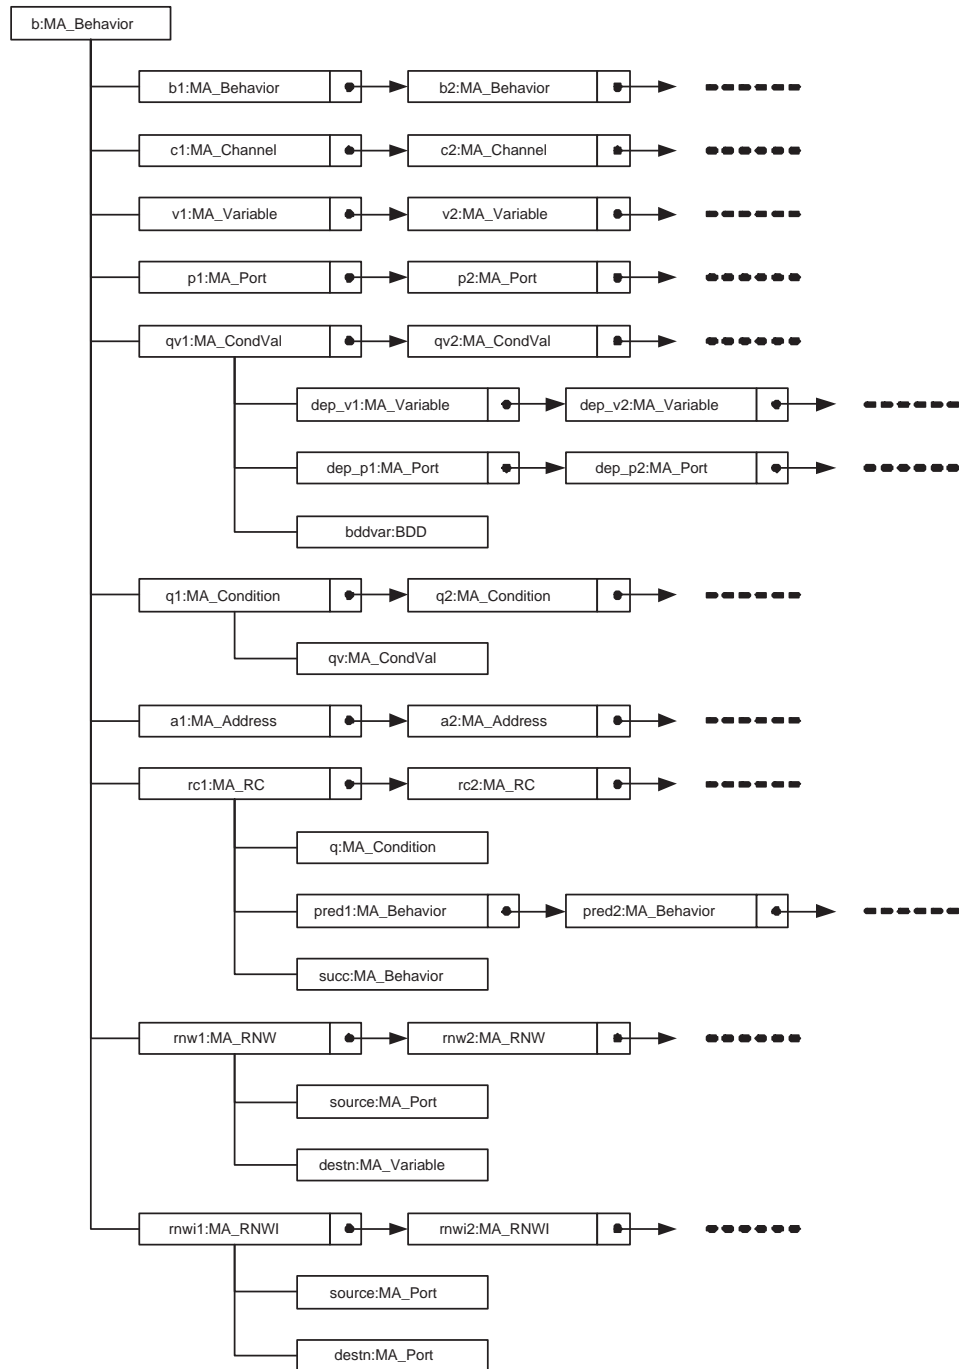 b:MA_Behavior
b1:MA_Behavior b2:MA_Behavior
c1:MA_Channel c2:MA_Channel
v1:MA_Variable v2:MA_Variable
p1:MA_Port p2:MA_Port
qv1:MA_CondVal qv2:MA_CondVal
dep_v1:MA_Variable dep_v2:MA_Variable
dep_p1:MA_Port dep_p2:MA_Port
bddvar:BDD
q1:MA_Condition q2:MA_Condition
qv:MA_CondVal
a1:MA_Address a2:MA_Address
rc1:MA_RC rc2:MA_RC
q:MA_Condition
pred1:MA_Behavior pred2:MA_Behavior
succ:MA_Behavior
rnw1:MA_RNW rnw2:MA_RNW
source:MA_Port
destn:MA_Variable
rnwi1:MA_RNWI rnwi2:MA_RNWI
source:MA_Port
destn:MA_Port